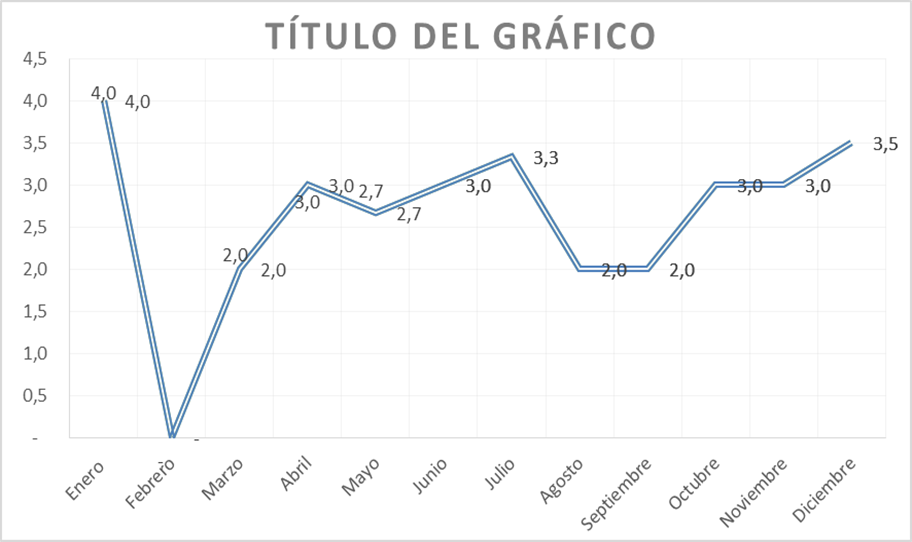 TÍTULO DEL GRÁFICO
4,5
4,0
3,5
3,0
2,5
2,0
1,5
1,0
0,5
-
4,0
4,0
-
-
2,0
2,0
3,0
3,0
2,7
2,7
3,0
3,3
2,0
2,0
3,0
3,0
3,5
Enero
Febrero
Marzo
Abril
Mayo
Junio
Julio
Agosto
Septiembre
Octubre
Noviembre
Diciembre